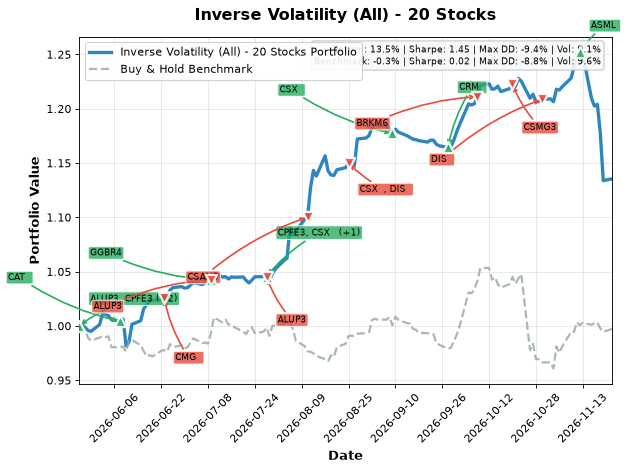 Inverse Volatility (All) - 20 Stocks
ASML
Inverse Volatility (All) - 20 Stocks Portfolio
Buy & Hold Benchmark
: 13.5% | Sharpe: 1.45 | Max DD: -9.4% | Vol: 9.1%
-0.3% | Sharpe: 0.02 | Max DD: -8.8% | Vol: 9.6%
CSX
CRM
BRKM6
CSMG3
DIS
CSX , DIS
CPFE3, CSX (+1)
GGBR4
CAT
CSA
ALUP3
ALUP3
ALUP3
CMG
Portfolio Value
1.25
1.20
1.15
1.10
1.05
1.00
0.95
2026-06-06
2026-06-22
2026-07-08
2026-07-24
2026-08-09
2026-08-25
2026-09-10
2026-09-26
2026-10-12
2026-10-28
2026-11-13
Date